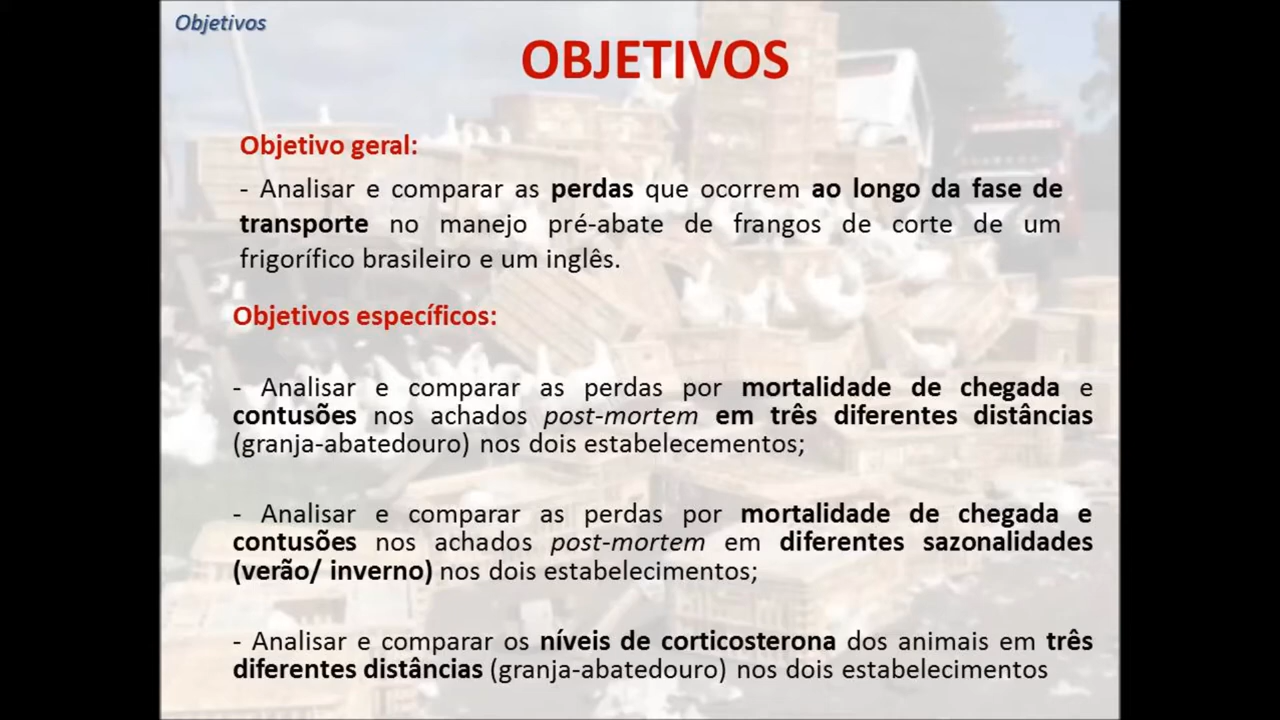 Objetivos
OBJETIVOS
Objetivo geral:
- Analisar e comparar as perdas que ocorrem ao longo da fase de
transporte no manejo pré-abate de frangos de corte de um
frigorífico brasileiro e um inglês.
Objetivos específicos:
- Analisar e comparar as perdas por mortalidade de chegada e
contusões nos achados post-mortem em três diferentes distâncias
(granja-abatedouro) nos dois estabelecementos;
- Analisar e comparar as perdas por mortalidade de chegada e
contusões nos achados post-mortem em diferentes sazonalidades
(verão/ inverno) nos dois estabelecimentos;
- Analisar e comparar os níveis de corticosterona dos animais em três
diferentes distâncias (granja-abatedouro) nos dois estabelecimentos